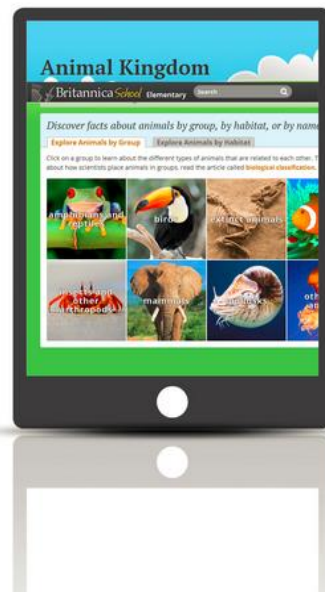 Animal Kingdom
Britannica School Elementary Search
Discover facts about animals by group, by habitat, or by name
Explore Animals by Group Explore Animals by Habitat
Click on a group to learn about the different types of animals that are related to each other. T
about how scientists place animals in groups, read the article called biological classification.
amphibians and
reptiles
birds
extinct animals
insects and
other
arthropods
mammals
mollusks
oth